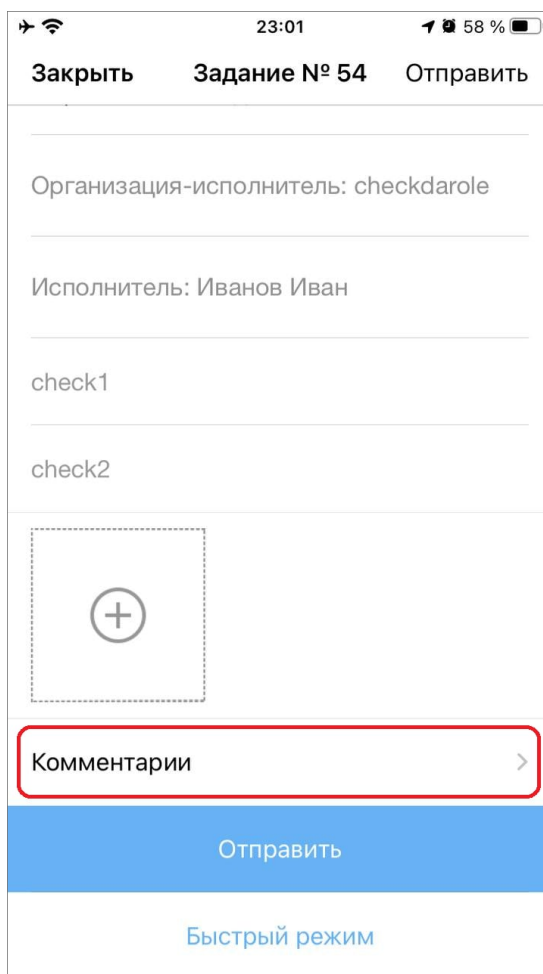 23:01
58 %
Закрыть Задание № 54 Отправить
Организация-исполнитель: checkdarole
Исполнитель: Иванов Иван
check1
check2
Комментарии
Отправить
Быстрый режим